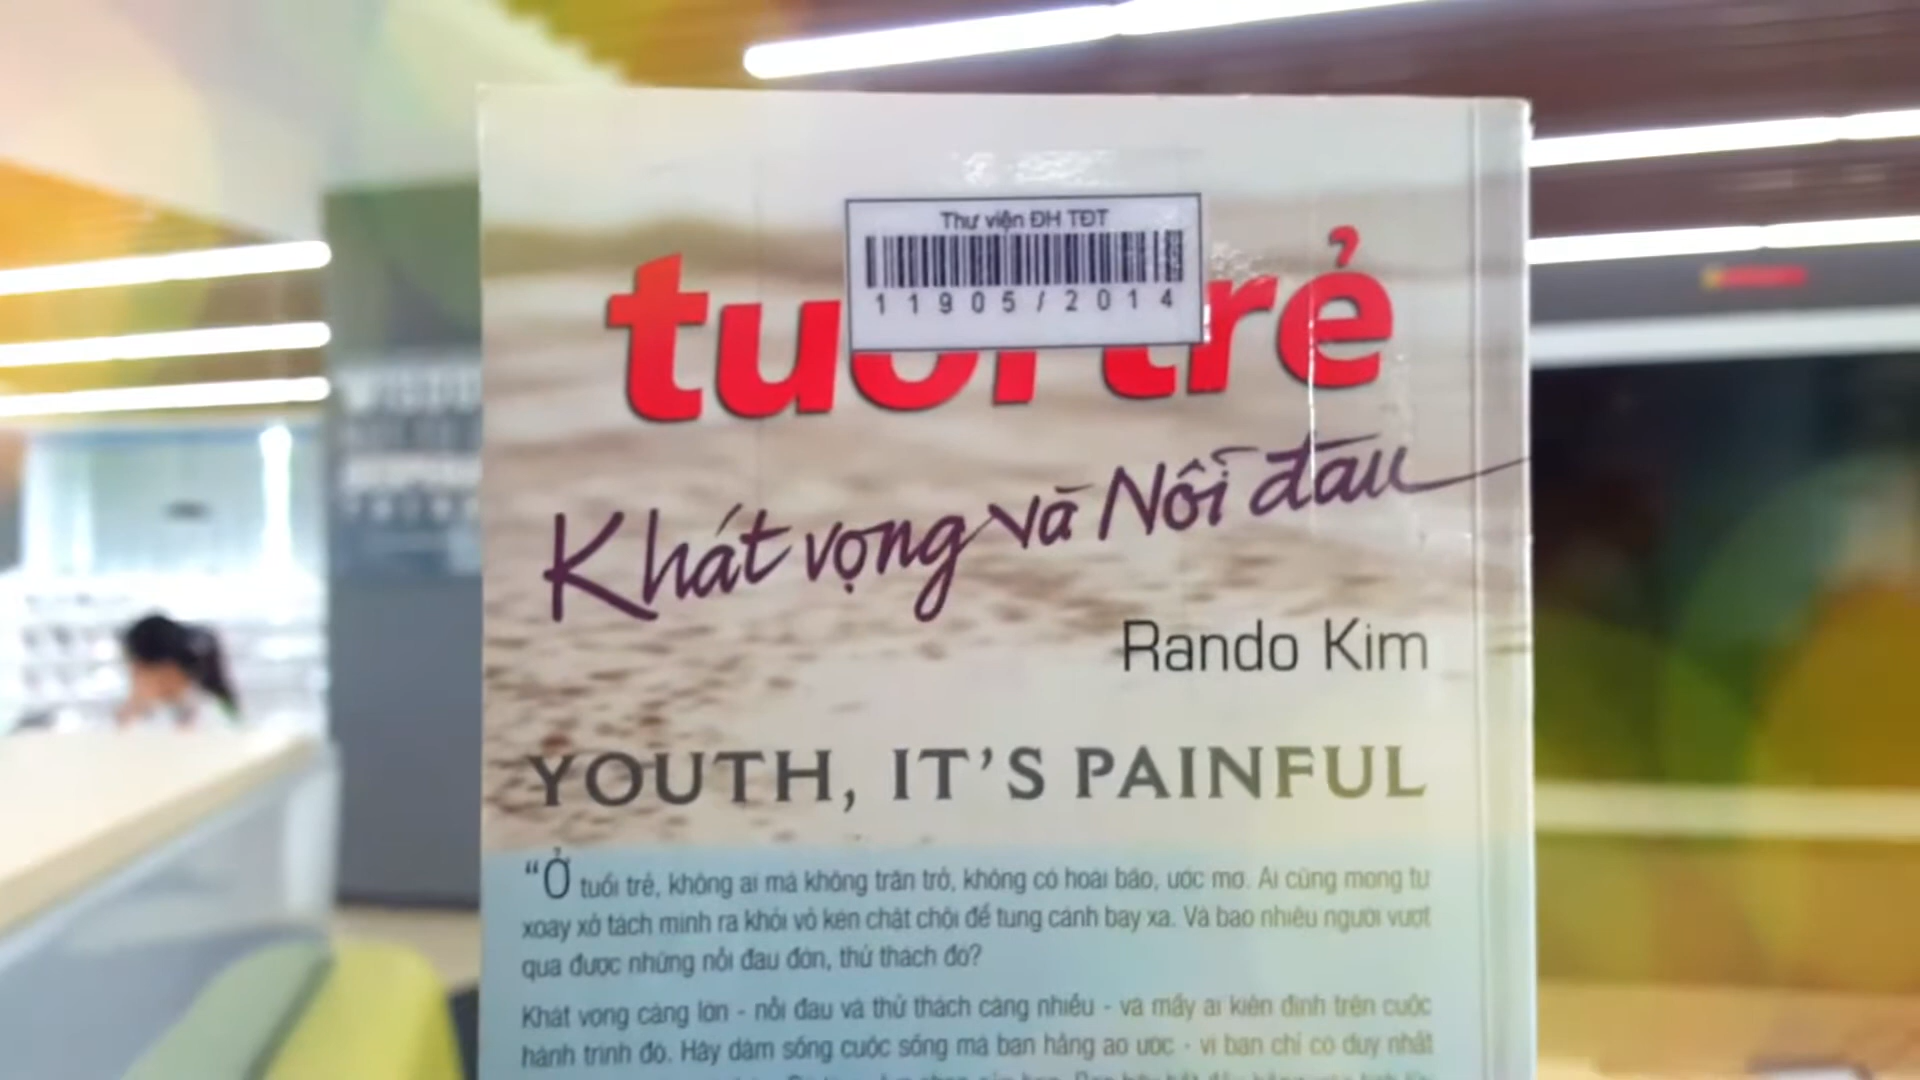 Thư viện ĐH TĐT
11905/2014
tuổi trẻ
Khát vọng và Nỗi đau
Rando Kim
YOUTH, IT'S PAINFUL
“Ở tuổi trẻ, không ai mà không trăn trở, không có hoài bão, ước mơ. Ai cũng mong tự
xoay xở tách mình ra khỏi vỏ kén chật chội để tung cánh bay xa. Và bao nhiêu người vượt
qua được những nỗi đau đớn, thử thách đó?
Khát vọng càng lớn - nỗi đau và thử thách càng nhiều - và mấy ai kiên định trên cuộc
hành trình đó. Hãy dám sống cuộc sống mà bạn hằng ao ước - vì bạn chỉ có duy nhất